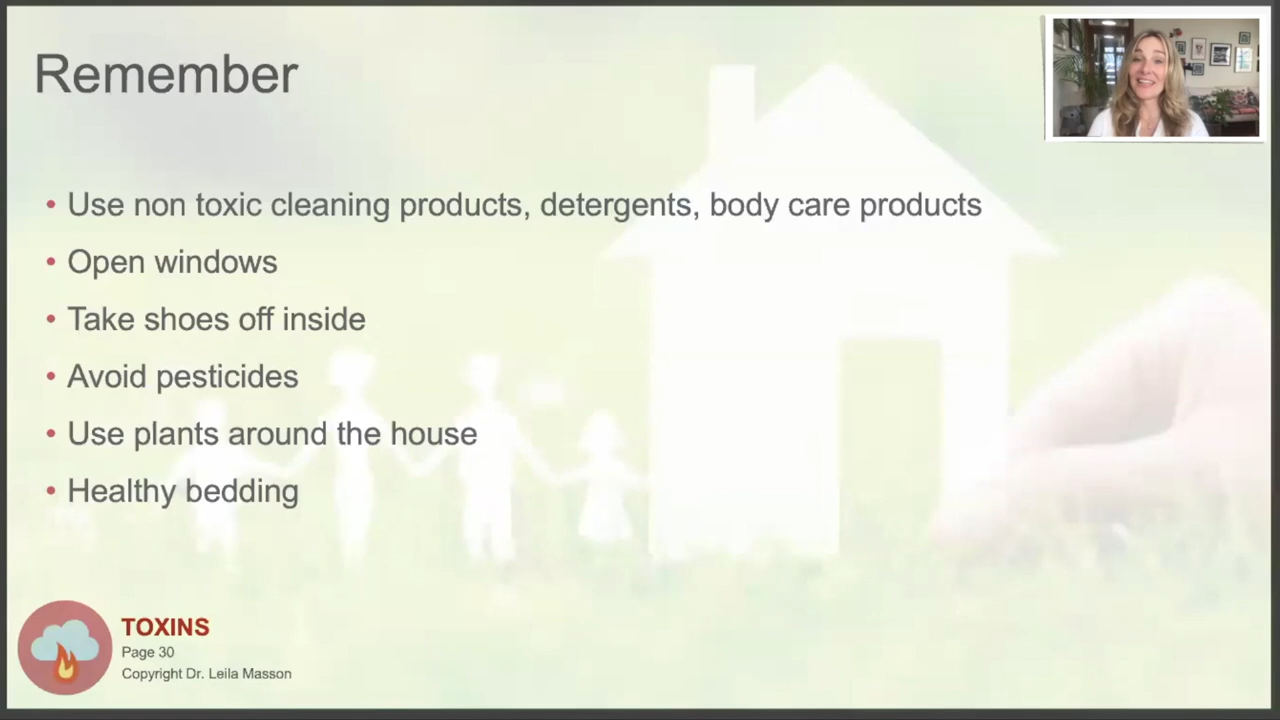 Remember
• Use non toxic cleaning products, detergents, body care products
• Open windows
• Take shoes off inside
• Avoid pesticides
• Use plants around the house
• Healthy bedding
TOXINS
Page 30
Copyright Dr. Leila Masson